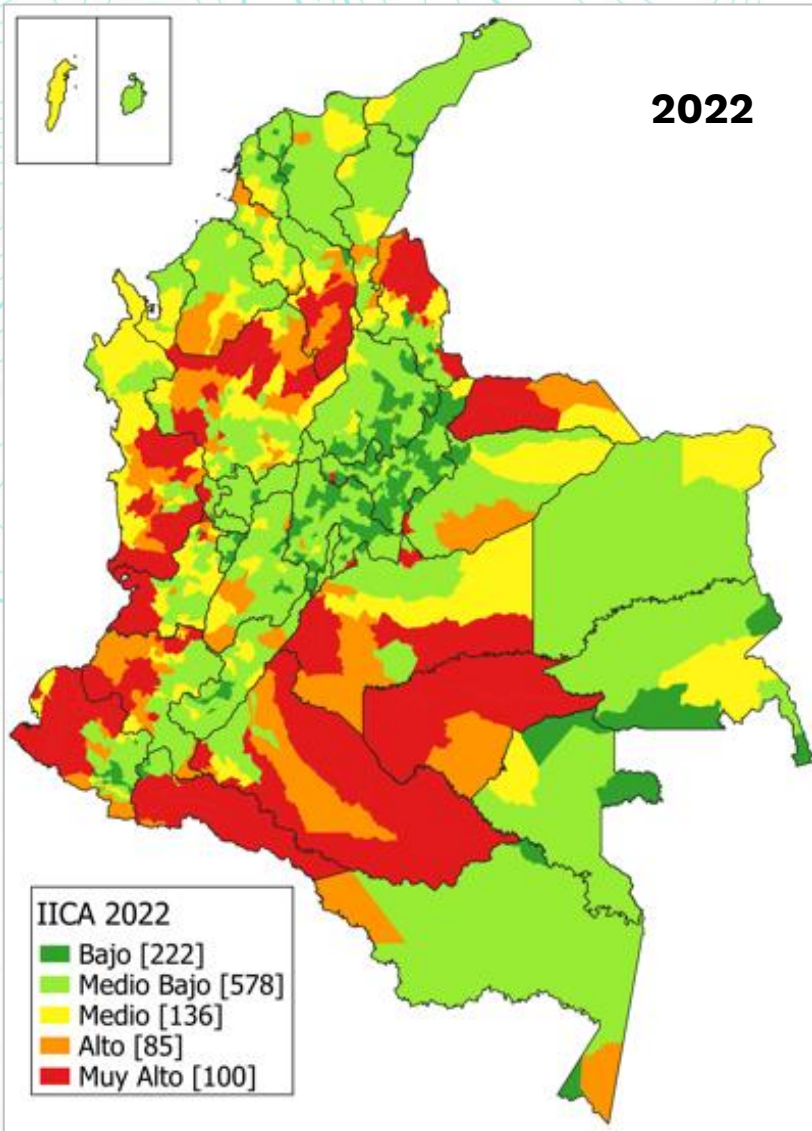 2022
IICA 2022
Bajo [222]
Medio Bajo [578]
Medio [136]
Alto [85]
Muy Alto [100]